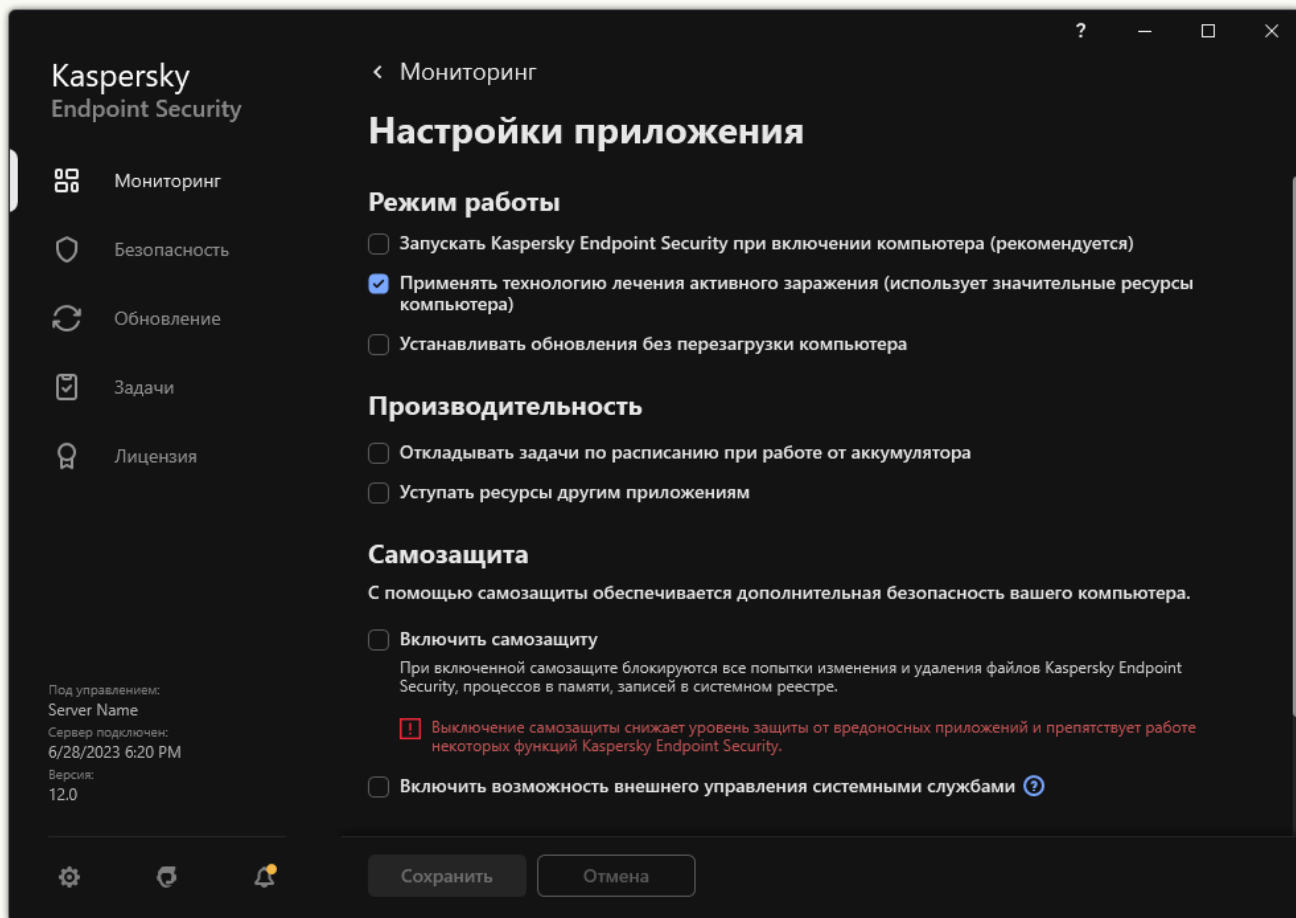 ?
Kaspersky
Endpoint Security
Мониторинг
Безопасность
Обновление
Задачи
Лицензия
Под управлением:
Server Name
Сервер подключен:
6/28/2023 6:20 PM
Версия:
12.0
Мониторинг
Настройки приложения
Режим работы
Запускать Kaspersky Endpoint Security при включении компьютера (рекомендуется)
Применять технологию лечения активного заражения (использует значительные ресурсы
компьютера)
Устанавливать обновления без перезагрузки компьютера
Производительность
Откладывать задачи по расписанию при работе от аккумулятора
Уступать ресурсы другим приложениям
Самозащита
С помощью самозащиты обеспечивается дополнительная безопасность вашего компьютера.
Включить самозащиту
При включенной самозащите блокируются все попытки изменения и удаления файлов Kaspersky Endpoint
Security, процессов в памяти, записей в системном реестре.
! Выключение самозащиты снижает уровень защиты от вредоносных приложений и препятствует работе
некоторых функций Kaspersky Endpoint Security.
Включить возможность внешнего управления системными службами ?
Сохранить
Отмена